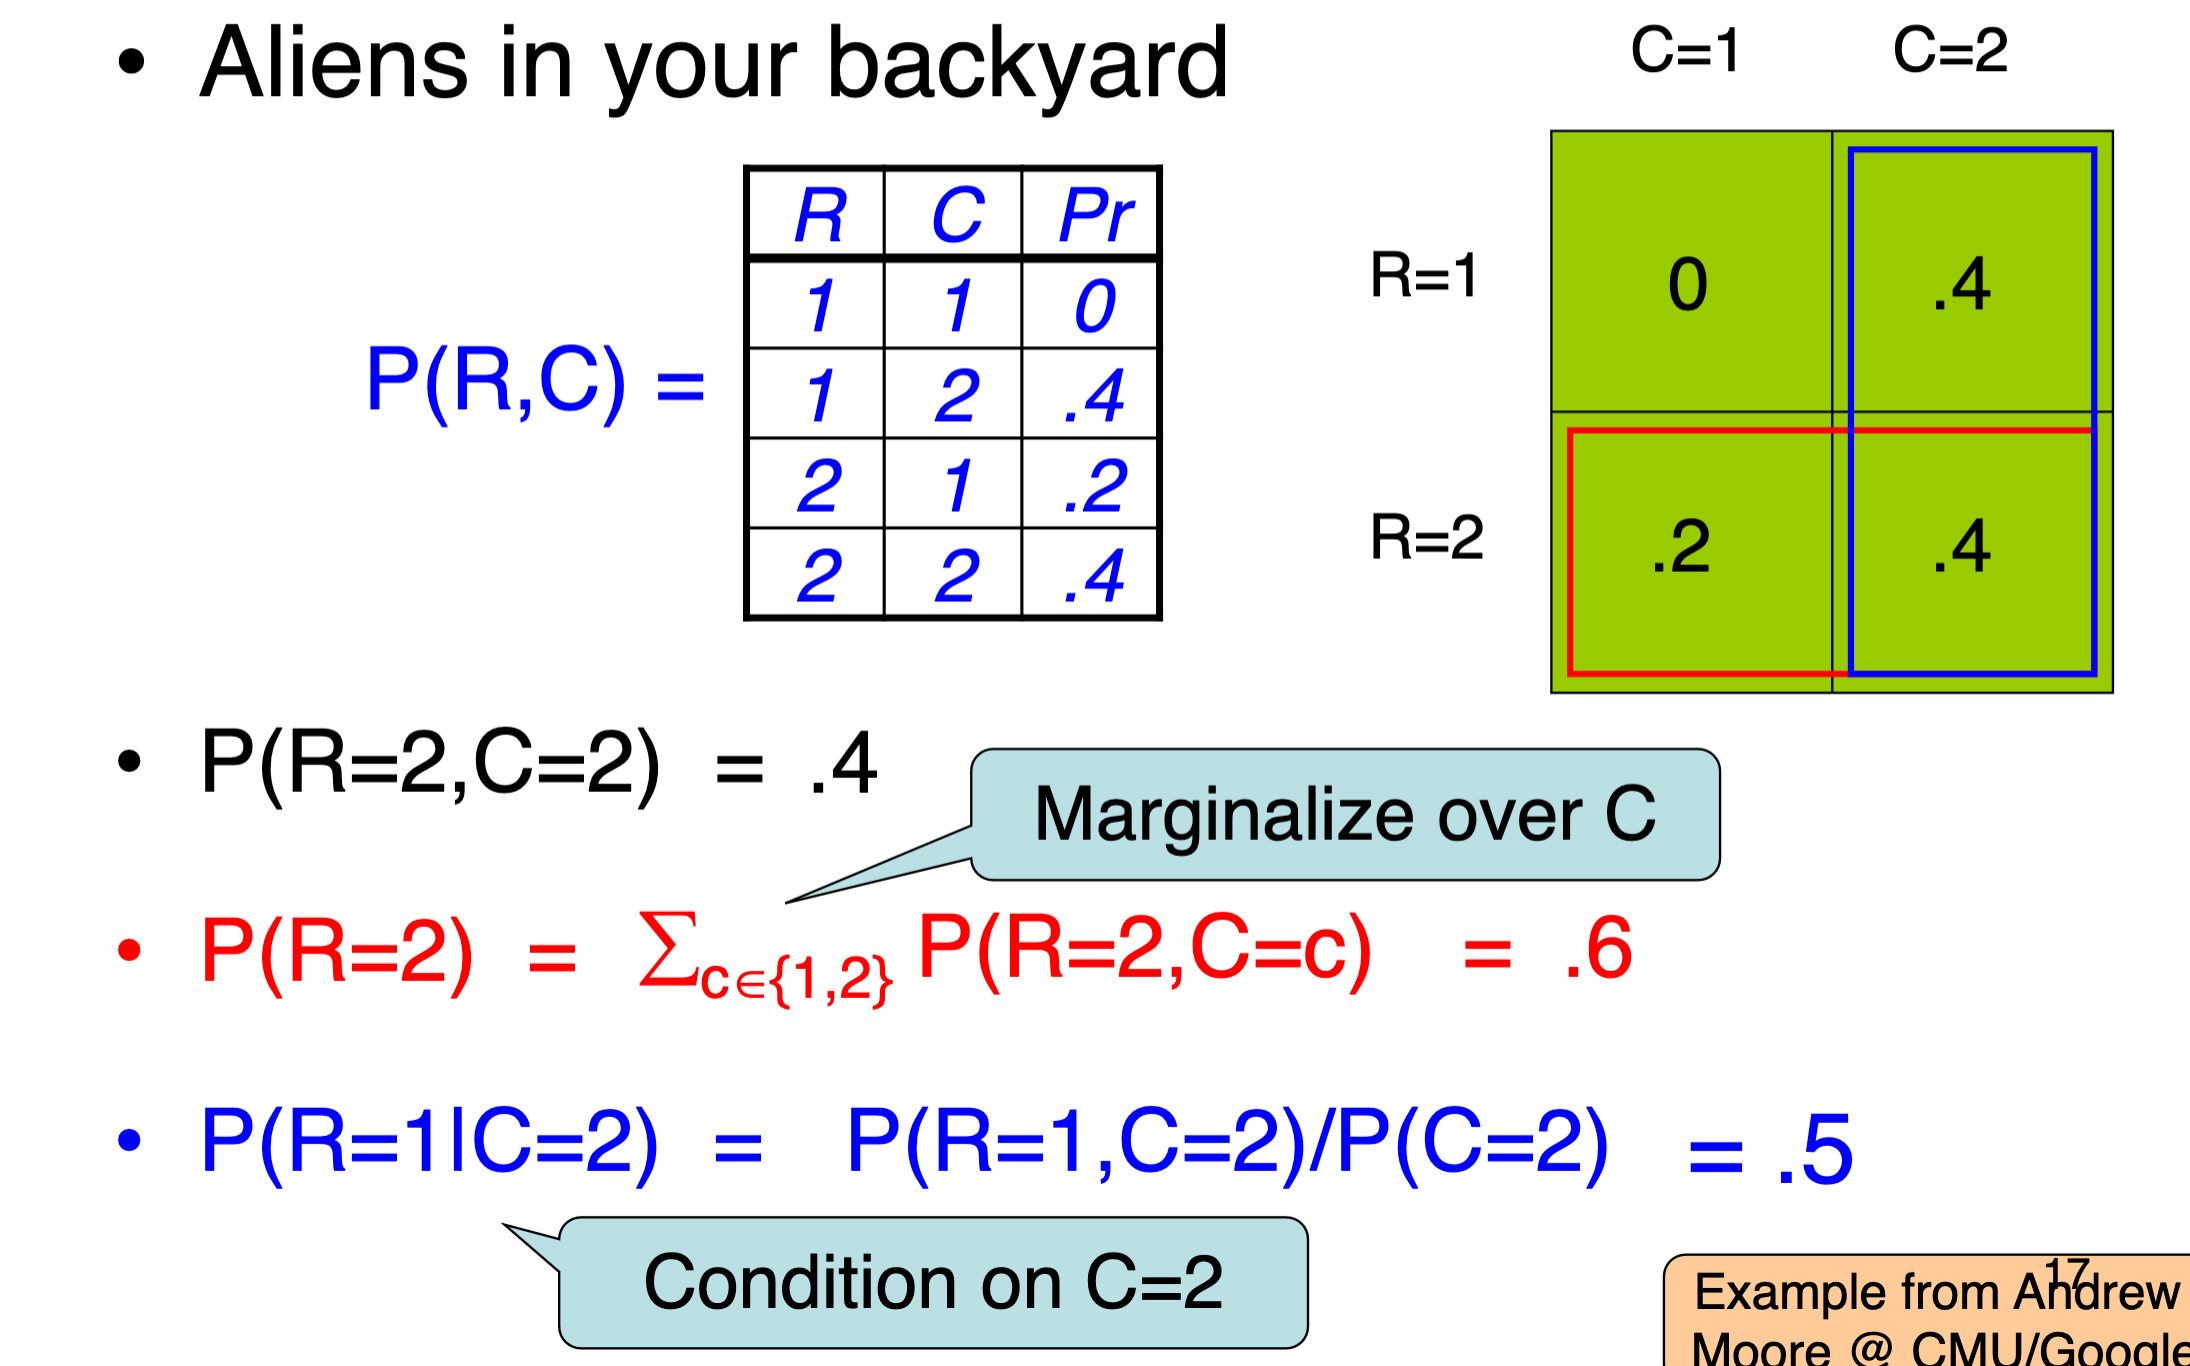 • Aliens in your backyard
C=1 C=2
R C Pr
1 1 0
1 2 .4
2 1 .2
2 2 .4
P(R,C) =
R=1 0 .4
R=2 .2 .4
• P(R=2,C=2) = .4
Marginalize over C
• P(R=2) = ∑c∈{1,2} P(R=2,C=c) = .6
• P(R=1|C=2) = P(R=1,C=2)/P(C=2) = .5
Condition on C=2
17
Example from Andrew
Moore @ CMU/Google